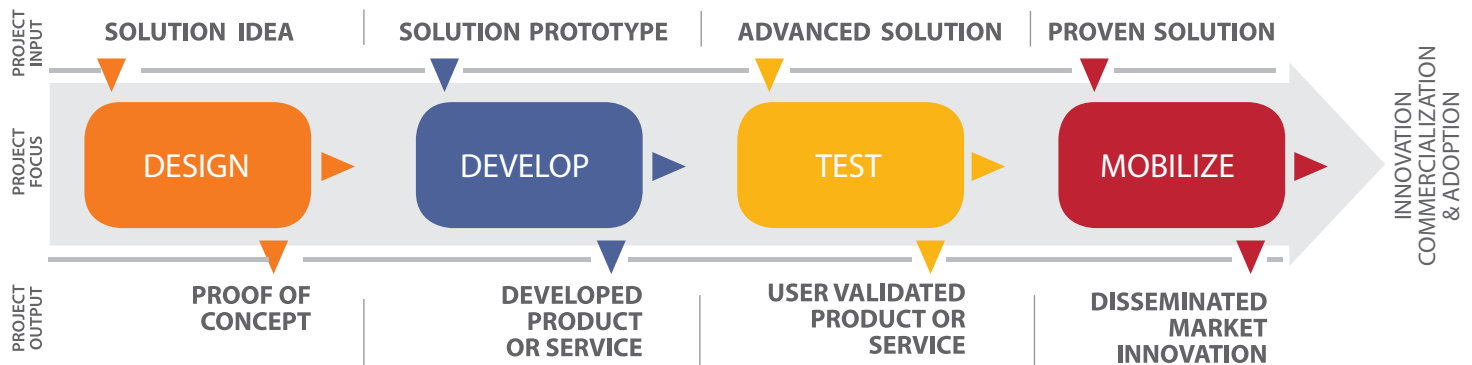 PROJECT
INPUT
SOLUTION IDEA
SOLUTION PROTOTYPE
ADVANCED SOLUTION
PROVEN SOLUTION
PROJECT
FOCUS
DESIGN
DEVELOP
TEST
MOBILIZE
INNOVATION
COMMERCIALIZATION
& ADOPTION
PROJECT
OUTPUT
PROOF OF
CONCEPT
DEVELOPED
PRODUCT
OR SERVICE
USER VALIDATED
PRODUCT OR
SERVICE
DISSEMINATED
MARKET
INNOVATION